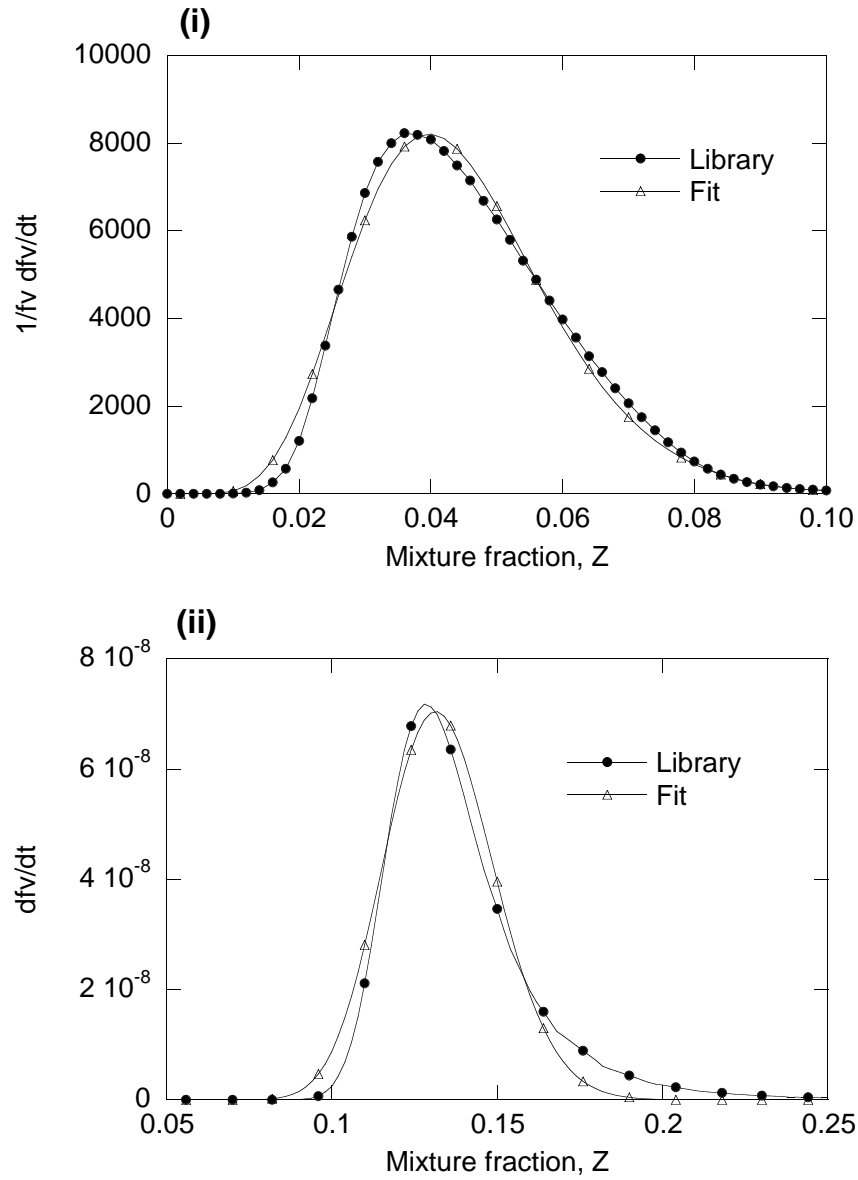 (i)
10000
8000
6000
4000
2000
0
1/fv dfv/dt
Library
Fit
0 0.02 0.04 0.06 0.08 0.10
Mixture fraction, Z
(ii)
8 10-8
6 10-8
4 10-8
2 10-8
0
dfv/dt
Library
Fit
0.05 0.1 0.15 0.2 0.25
Mixture fraction, Z